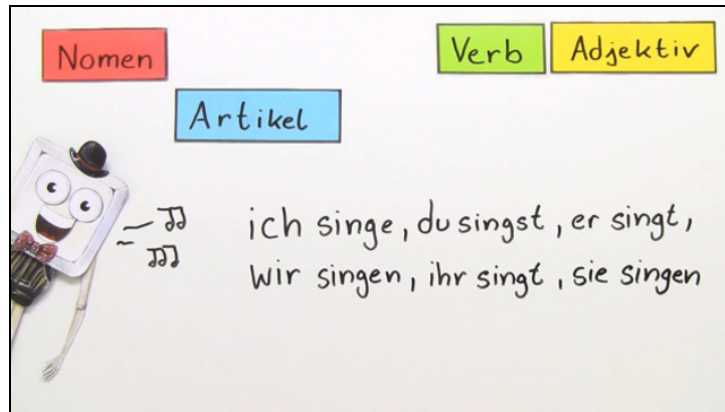 Nomen
Verb
Adjektiv
Artikel
ich singe, du singst, er singt,
wir singen, ihr singt, sie singen